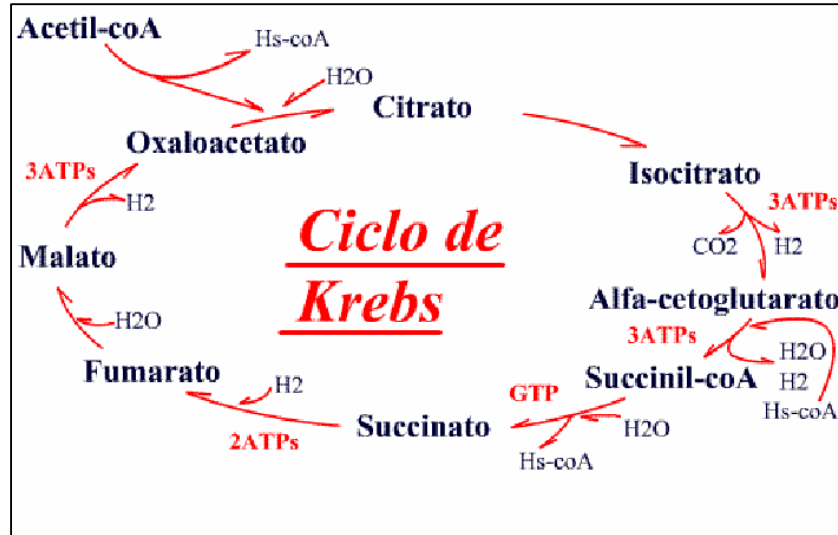 Acetil-coA
Hs-coA
H2O
Citrato
Oxaloacetato
Isocitrato
3ATPs
3ATPs
H2
CO2
H2
Ciclo de
Krebs
Malato
Alfa-cetoglutarato
H2O
3ATPs
H2O
Fumarato
H2
Succinil-coA
H2
GTP
Hs-coA
Succinato
H2O
2ATPs
Hs-coA